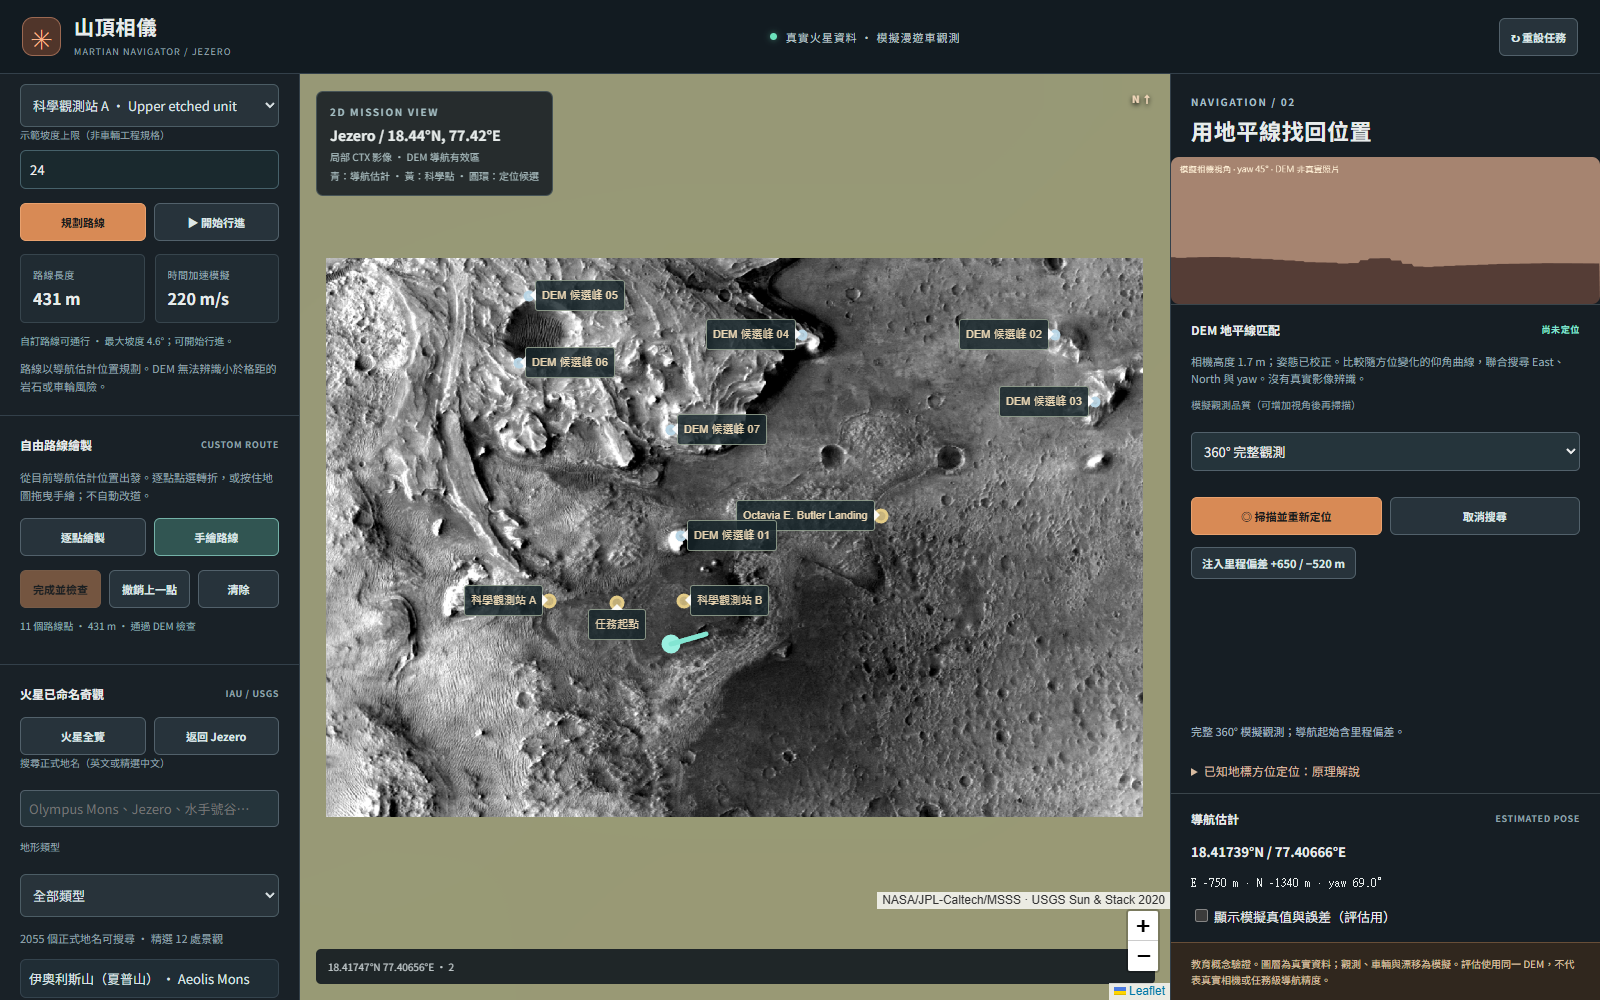 山頂相儀
MARTIAN NAVIGATOR / JEZERO
真實火星資料 • 模擬漫遊車觀測
↻重設任務
科學觀測站 A • Upper etched unit
示範坡度上限（非車輛工程規格）
24
規劃路線
▶ 開始行進
路線長度
431 m
時間加速模擬
220 m/s
自訂路線可通行 • 最大坡度 4.6°；可開始行進。
路線以導航估計位置規劃。DEM 無法辨識小於格距的
岩石或車輪風險。
自由路線繪製
CUSTOM ROUTE
從目前導航估計位置出發。逐點點選轉折，或按住地
圖拖曳手繪；不自動改道。
逐點繪製
手繪路線
完成並檢查
撤銷上一點
清除
11 個路線點 • 431 m • 通過 DEM 檢查
火星已命名奇觀
IAU / USGS
火星全覽
返回 Jezero
搜尋正式地名（英文或精選中文）
Olympus Mons、Jezero、水手號谷…
地形類型
全部類型
2055 個正式地名可搜尋 • 精選 12 處景觀
伊奧利斯山（夏普山） • Aeolis Mons
2D MISSION VIEW
Jezero / 18.44°N, 77.42°E
局部 CTX 影像 • DEM 導航有效區
青：導航估計 • 黃：科學點 • 圓環：定位候選
N ↑
DEM 候選峰 05
DEM 候選峰 04
DEM 候選峰 02
DEM 候選峰 06
DEM 候選峰 03
DEM 候選峰 07
Octavia E. Butler Landing
DEM 候選峰 01
科學觀測站 A
科學觀測站 B
任務起點
NASA/JPL-Caltech/MSSS · USGS Sun & Stack 2020
+
−
18.41747°N 77.40656°E • 2
Leaflet
NAVIGATION / 02
用地平線找回位置
模擬相機視角 · yaw 45° · DEM 非真實照片
DEM 地平線匹配
尚未定位
相機高度 1.7 m；姿態已校正。比較隨方位變化的仰角曲線，聯合搜尋 East、
North 與 yaw。沒有真實影像辨識。
模擬觀測品質（可增加視角後再掃描）
360° 完整觀測
◎ 掃描並重新定位
取消搜尋
注入里程偏差 +650 / −520 m
完整 360° 模擬觀測；導航起始含里程偏差。
▶ 已知地標方位定位：原理解說
導航估計
ESTIMATED POSE
18.41739°N / 77.40666°E
E -750 m · N -1340 m · yaw 69.0°
顯示模擬真值與誤差（評估用）
教育概念驗證。圖層為真實資料；觀測、車輛與漂移為模擬。評估使用同一 DEM，不代
表真實相機或任務級導航精度。